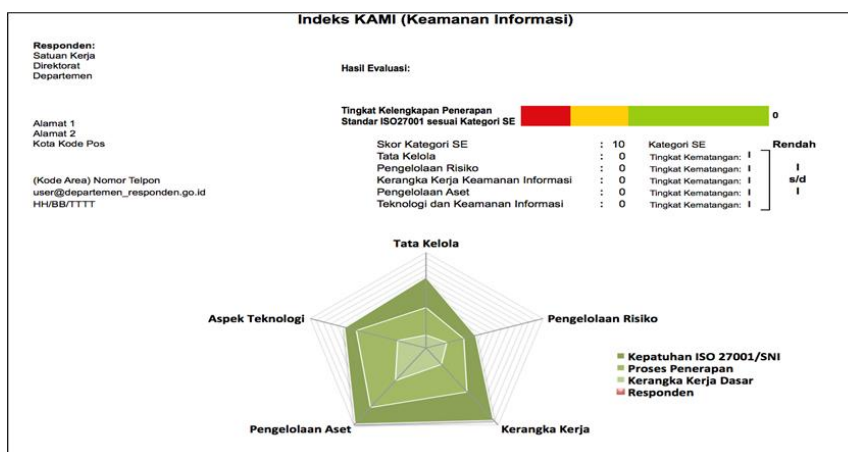 Indeks KAMI (Keamanan Informasi)
Responden:
Satuan Kerja
Direktorat
Departemen
Alamat 1
Alamat 2
Kota Kode Pos
(Kode Area) Nomor Telpon
user@departemen_responden.go.id
HH/BB/TTTT
Hasil Evaluasi:
Tingkat Kelengkapan Penerapan
Standar ISO27001 sesuai Kategori SE 0
Skor Kategori SE : 10 Kategori SE Rendah
Tata Kelola : 0 Tingkat Kematangan: I
Pengelolaan Risiko : 0 Tingkat Kematangan: I I
Kerangka Kerja Keamanan Informasi : 0 Tingkat Kematangan: I s/d
Pengelolaan Aset : 0 Tingkat Kematangan: I I
Teknologi dan Keamanan Informasi : 0 Tingkat Kematangan: I
Tata Kelola
Aspek Teknologi
Pengelolaan Risiko
Kepatuhan ISO 27001/SNI
Proses Penerapan
Kerangka Kerja Dasar
Responden
Pengelolaan Aset
Kerangka Kerja